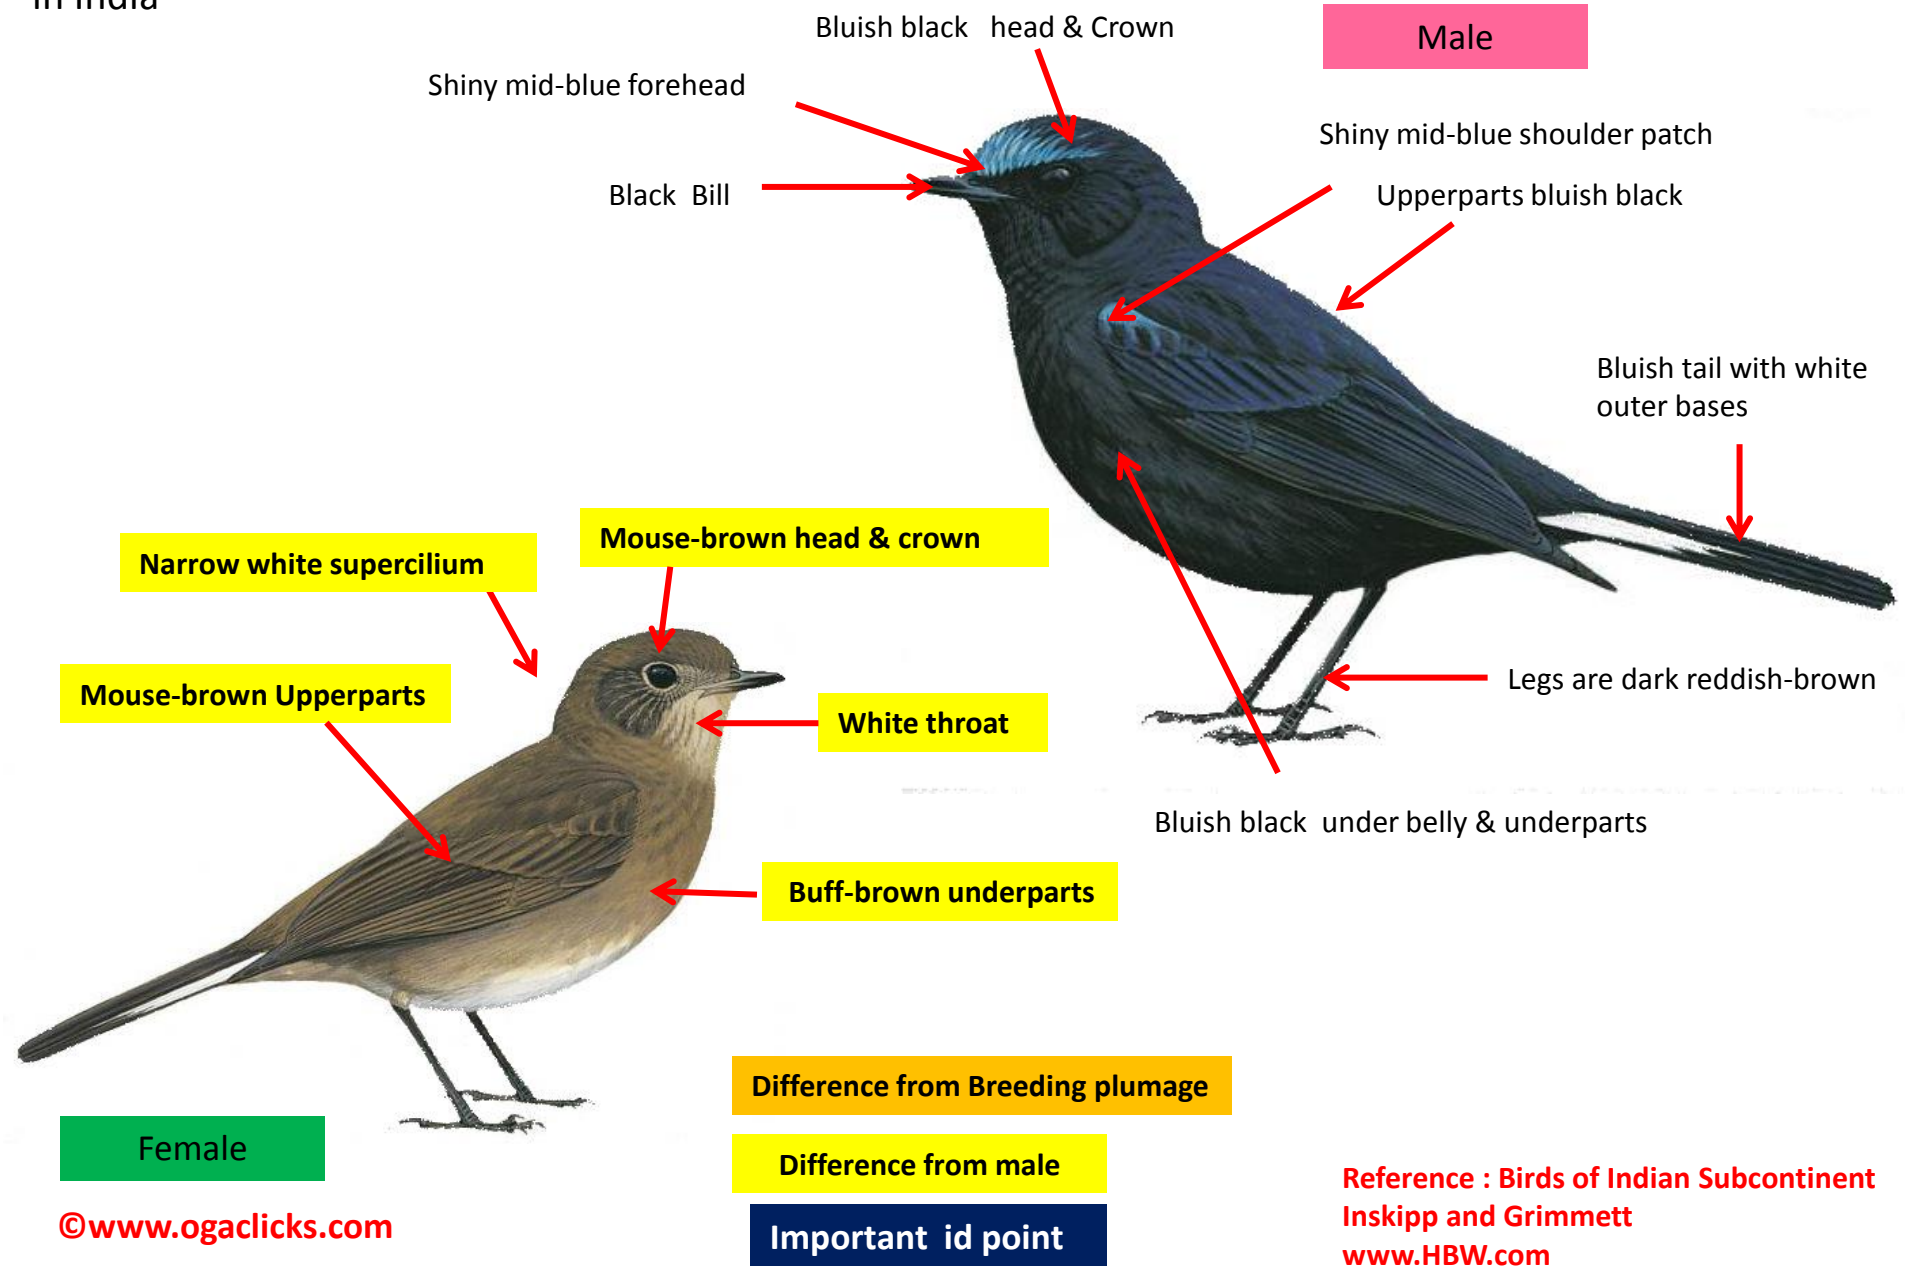 in India
Bluish black head & Crown
Male
Shiny mid-blue forehead
Shiny mid-blue shoulder patch
Black Bill
Upperparts bluish black
Bluish tail with white
outer bases
Mouse-brown head & crown
Narrow white supercilium
Mouse-brown Upperparts
White throat
Legs are dark reddish-brown
Bluish black under belly & underparts
Buff-brown underparts
Difference from Breeding plumage
Female
Difference from male
Important id point
©www.ogaclicks.com
Reference : Birds of Indian Subcontinent
Inskipp and Grimmett
www.HBW.com